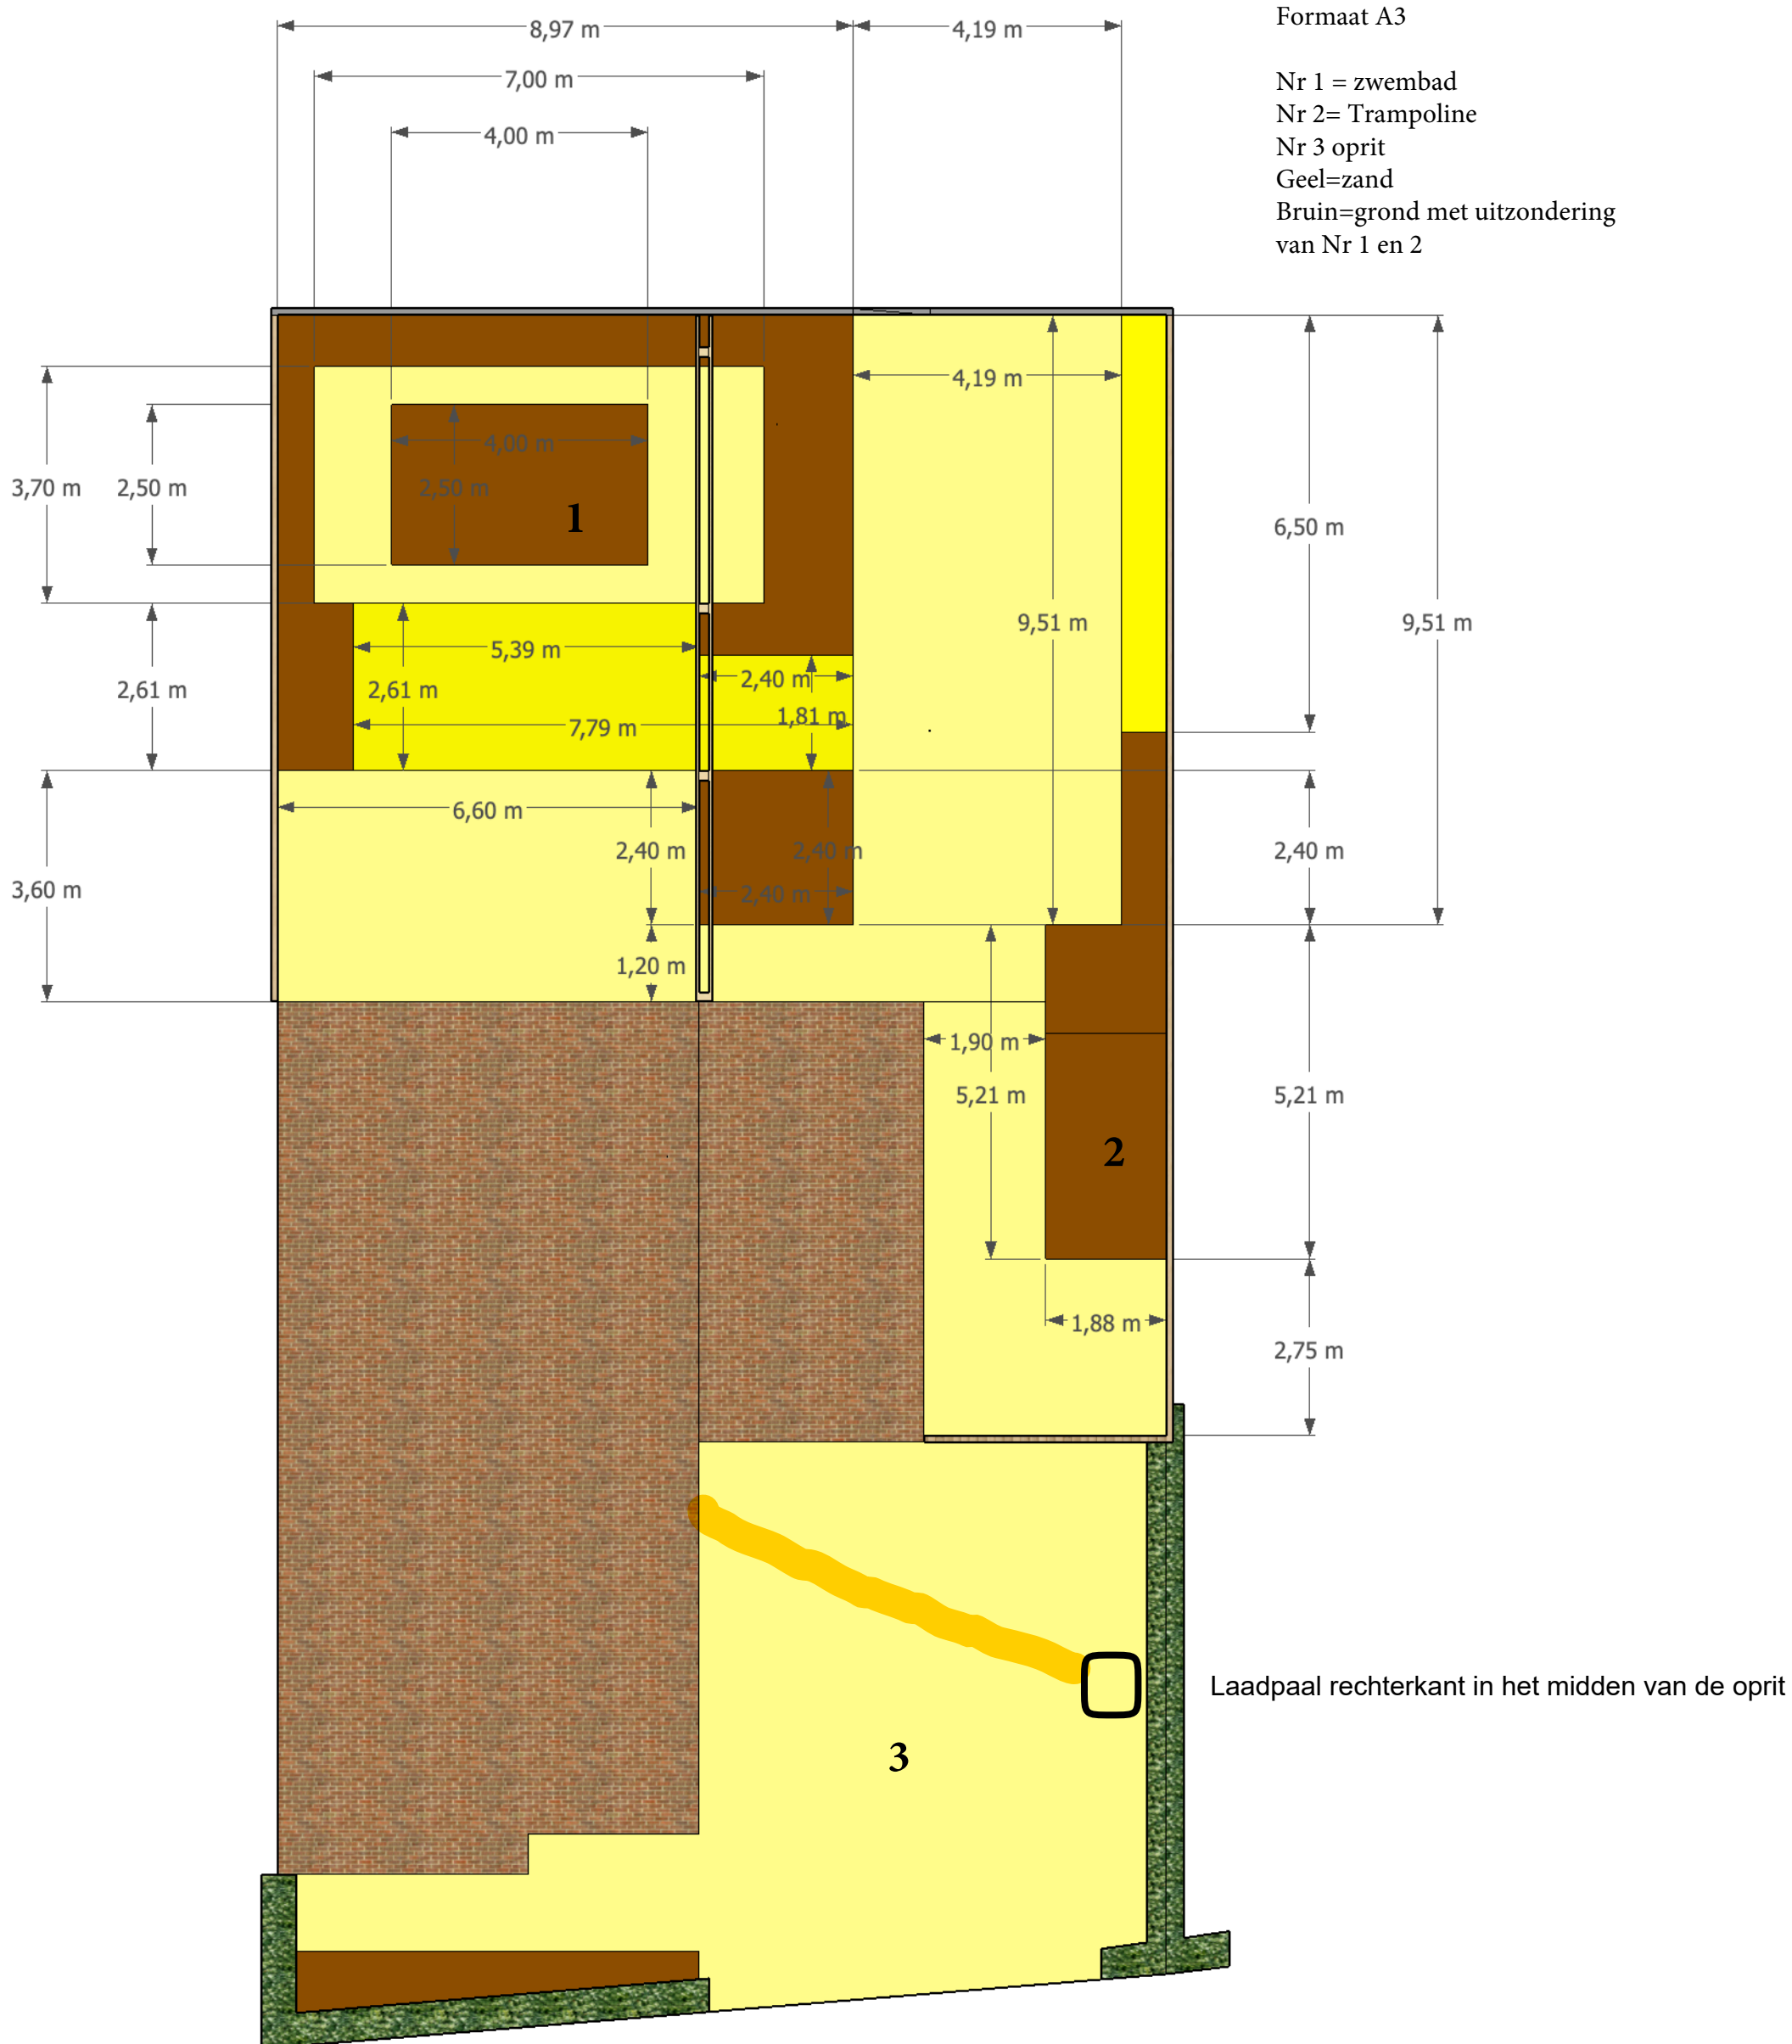 Formaat A3
Nr 1 = zwembad
Nr 2= Trampoline
Nr 3 oprit
Geel=zand
Bruin=grond met uitzondering
van Nr 1 en 2
8,97 m
4,19 m
7,00 m
4,00 m
4,19 m
4,00 m
3,70 m
2,50 m
2,50 m
1
6,50 m
9,51 m
9,51 m
5,39 m
2,40 m
2,61 m
2,61 m
1,81 m
7,79 m
6,60 m
2,40 m
2,40 m
2,40 m
3,60 m
2,40 m
1,20 m
1,90 m
5,21 m
5,21 m
2
1,88 m
2,75 m
Laadpaal rechterkant in het midden van de oprit
3